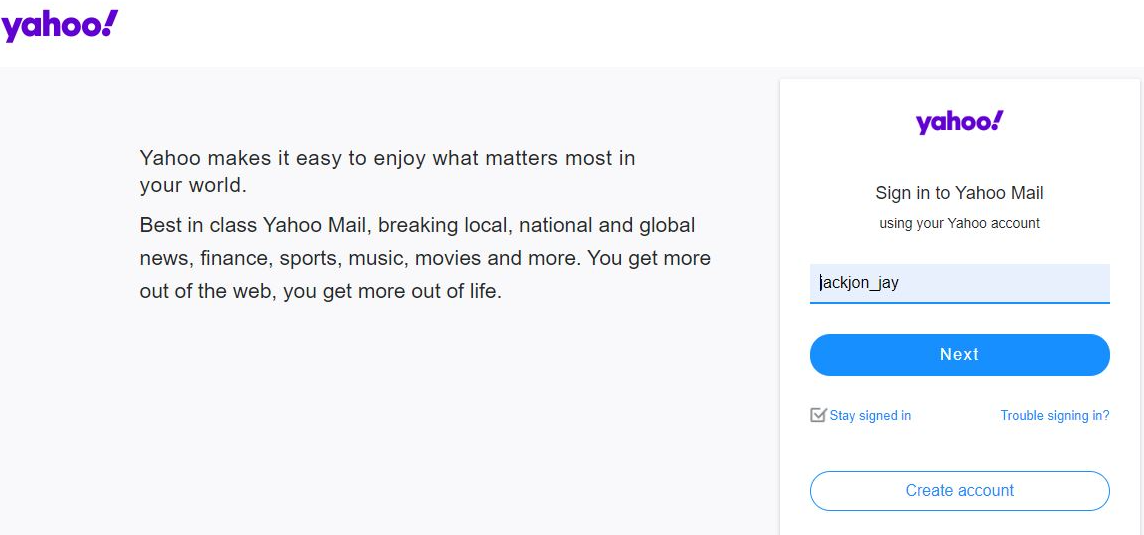 yahoo!
Yahoo makes it easy to enjoy what matters most in
your world.
Best in class Yahoo Mail, breaking local, national and global
news, finance, sports, music, movies and more. You get more
out of the web, you get more out of life.
yahoo!
Sign in to Yahoo Mail
using your Yahoo account
jackjon_jay
Next
Stay signed in
Trouble signing in?
Create account